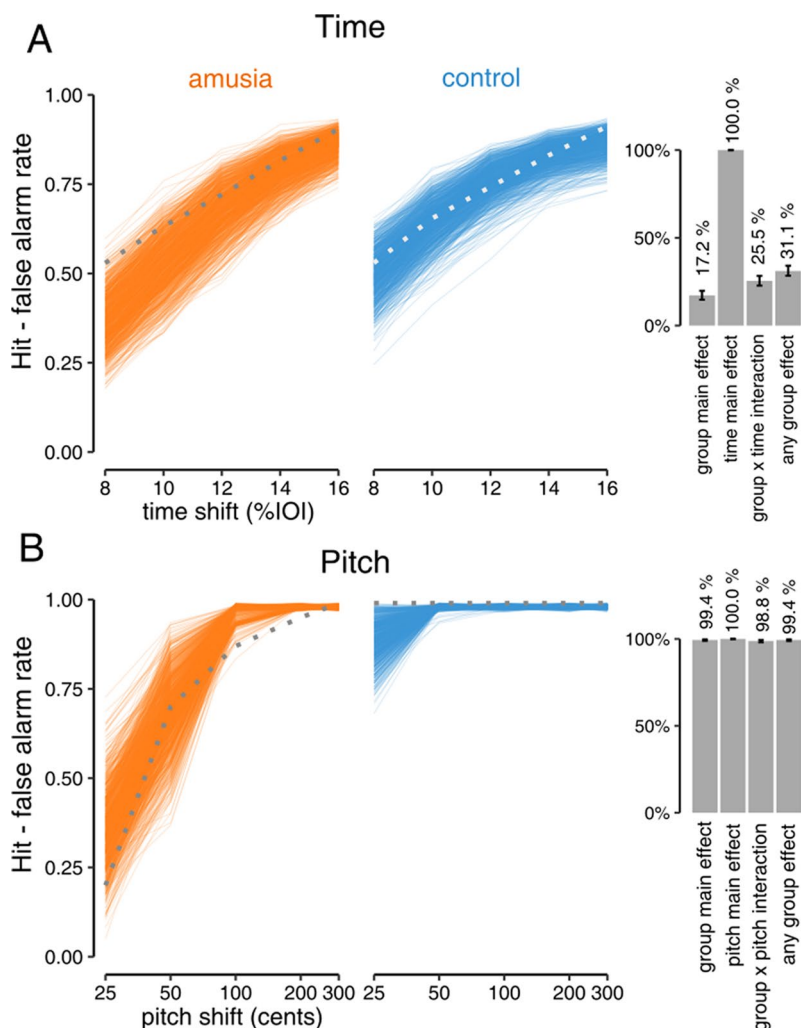 A
Time
amusia
control
Hit - false alarm rate
1.00
0.75
0.50
0.25
0.00
8
10
12
14
16
time shift (%IOI)
8
10
12
14
16
100%
50%
0%
17.2 %
100.0 %
25.5 %
31.1 %
group main effect
time main effect
group x time interaction
any group effect
B
Pitch
Hit - false alarm rate
1.00
0.75
0.50
0.25
0.00
25
50
100
200
300
pitch shift (cents)
25
50
100
200
300
100%
50%
0%
99.4 %
100.0 %
98.8 %
99.4 %
group main effect
pitch main effect
group x pitch interaction
any group effect